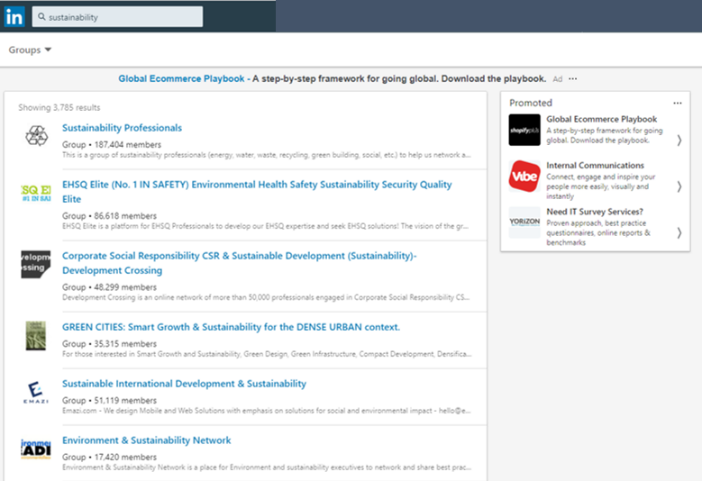 in
sustainability
Groups
Global Ecommerce Playbook - A step-by-step framework for going global. Download the playbook. Ad •••
Showing 3,785 results
Sustainability Professionals
Group • 187,404 members
This is a group of sustainability professionals (energy, water, waste, recycling, green building, social, etc.) to help us network a...
EHSQ Elite (No. 1 IN SAFETY) Environmental Health Safety Sustainability Security Quality
Elite
Group • 86,618 members
EHSQ Elite is a platform for EHSQ Professionals to develop our EHSQ expertise and seek EHSQ solutions! The vision of the gr...
Corporate Social Responsibility CSR & Sustainable Development (Sustainability)-
Development Crossing
Group • 48,299 members
Development Crossing is an online network of more than 50,000 professionals engaged in Corporate Social Responsibility CS...
GREEN CITIES: Smart Growth & Sustainability for the DENSE URBAN context.
Group • 35,315 members
For those interested in Smart Growth and Sustainability, Green Design, Green Infrastructure, Compact Development, Densifica...
EMAZI
Sustainable International Development & Sustainability
Group • 51,119 members
Emazi.com - We design Mobile and Web Solutions with emphasis on solutions for social and environmental impact - hello@e...
Environment & Sustainability Network
Group • 17,420 members
Environment & Sustainability Network is a place for Environment and sustainability executives to network and share best prac...
Promoted •••
shopifyplus
Global Ecommerce Playbook
A step-by-step framework for going
global. Download the playbook.
Vibe
Internal Communications
Connect, engage and inspire your
people more easily, visually and
instantly
YORIZON
Need IT Survey Services?
Proven approach, best practice
questionnaires, online reports &
benchmarks